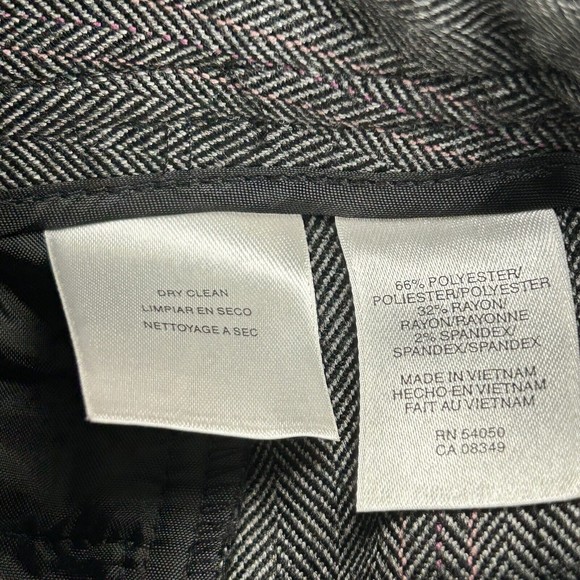 DRY CLEAN
LIMPIAR EN SECO
NETTOYAGE A SEC
66% POLYESTER/
POLIESTER/POLYESTER
32% RAYON/
RAYON/RAYONNE
2% SPANDEX/
SPANDEX/SPANDEX
MADE IN VIETNAM
HECHO EN VIETNAM
FAIT AU VIETNAM
RN 54050
CA 08349